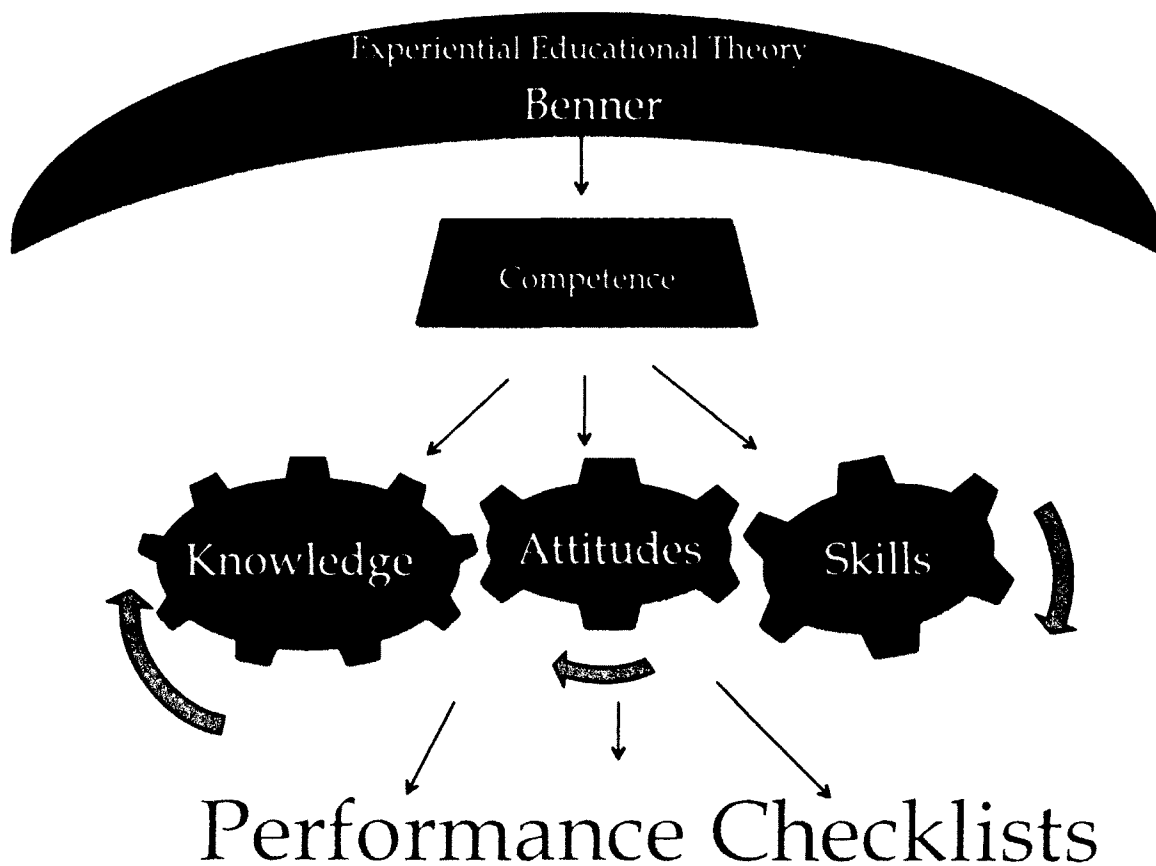 Experiential Educational Theory
Benner
Competence
Knowledge
Attitudes
Skills
Performance Checklists